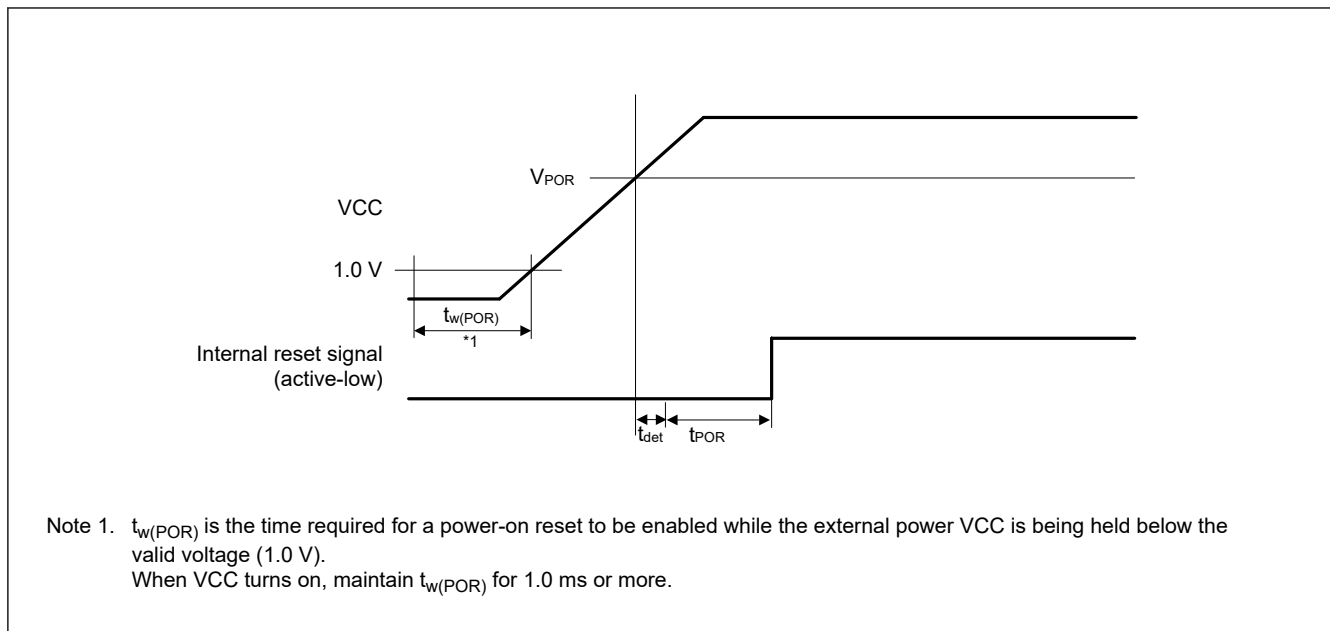 VPOR
VCC
1.0 V
tw(POR)
*1
Internal reset signal
(active-low)
tdet
tPOR
Note 1. tw(POR) is the time required for a power-on reset to be enabled while the external power VCC is being held below the
valid voltage (1.0 V).
When VCC turns on, maintain tw(POR) for 1.0 ms or more.